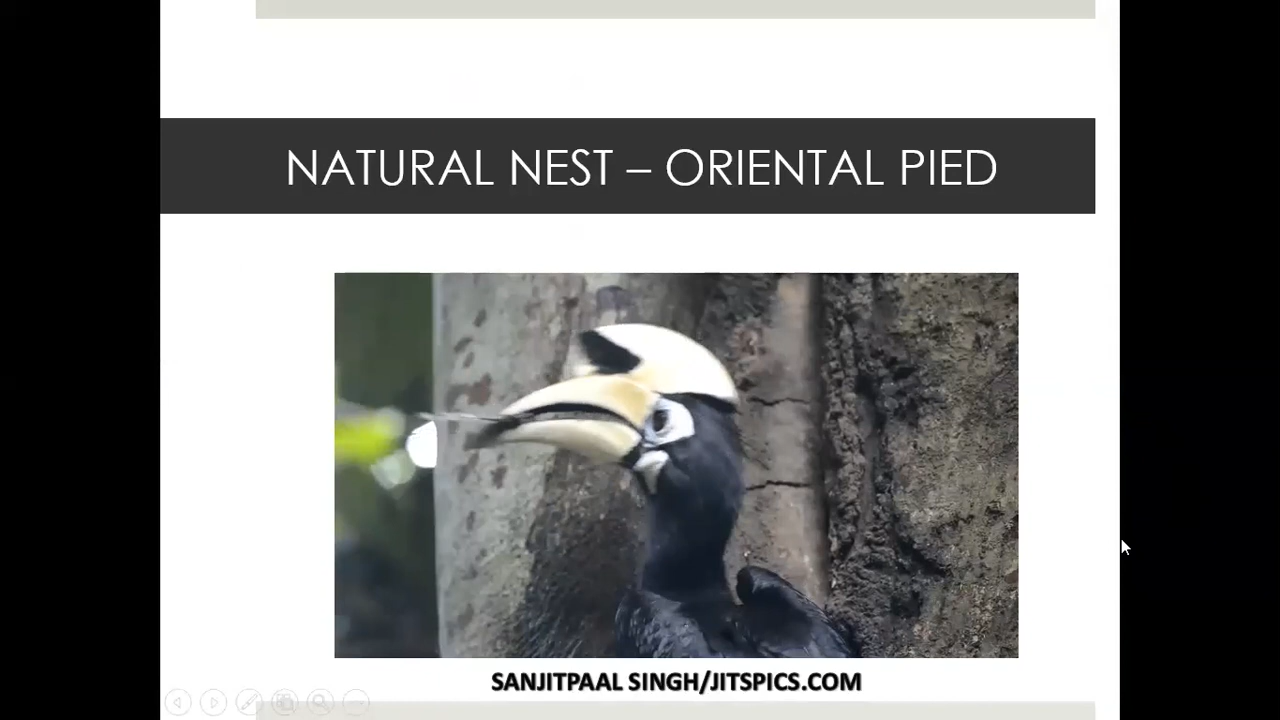 NATURAL NEST – ORIENTAL PIED
SANJITPAAL SINGH/JITSPICS.COM